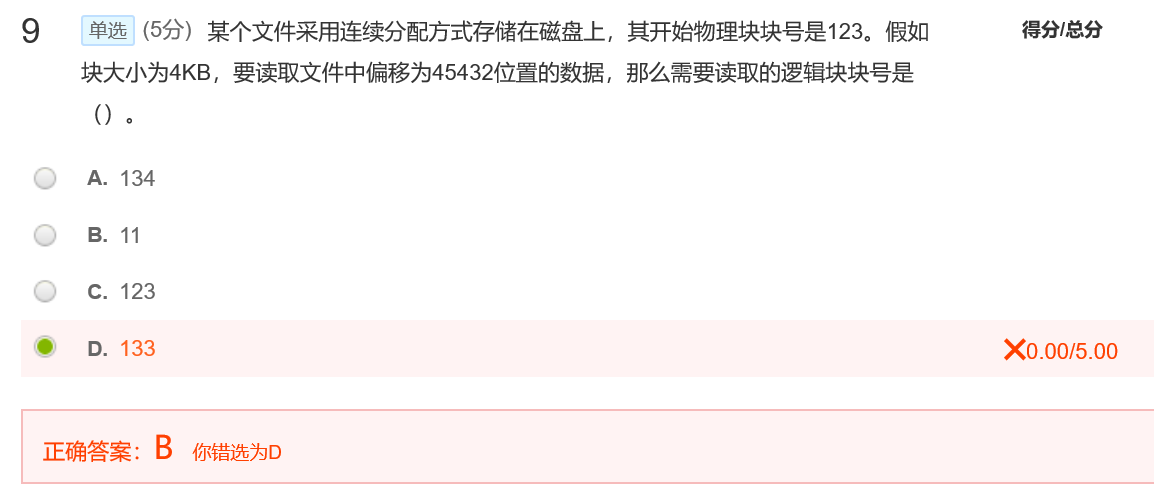 9 单选 (5分) 某个文件采用连续分配方式存储在磁盘上，其开始物理块块号是123。假如 得分/总分
块大小为4KB，要读取文件中偏移为45432位置的数据，那么需要读取的逻辑块块号是
（）。
A. 134
B. 11
C. 123
D. 133 0.00/5.00
正确答案：B 你错选为D